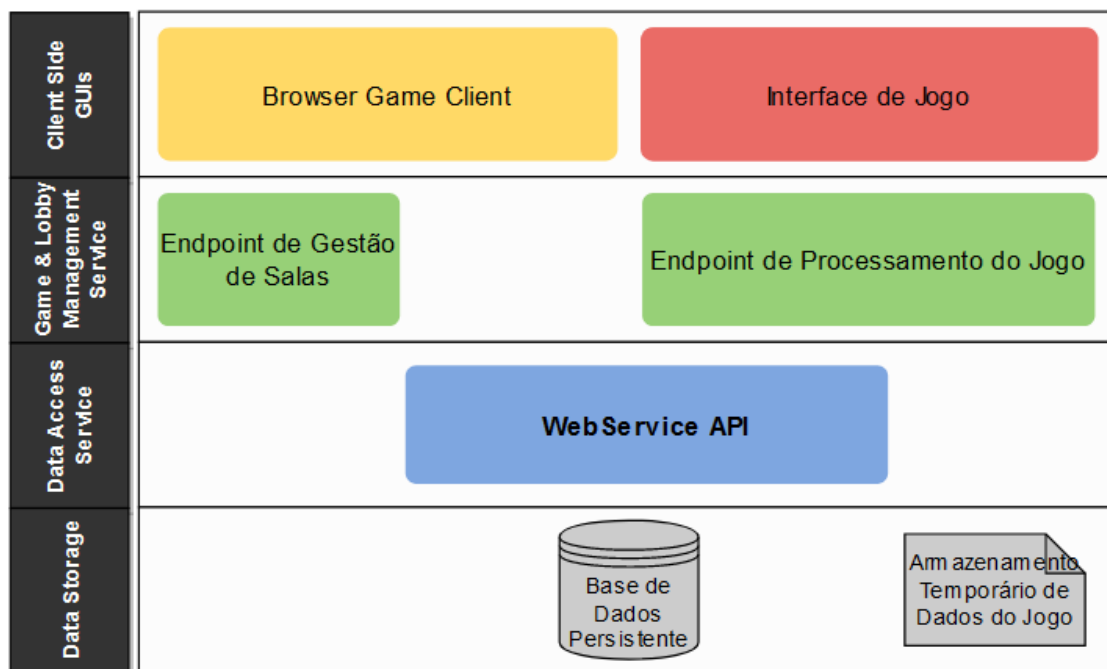 Client Side
GUIs
Browser Game Client
Interface de Jogo
Game & Lobby
Management
Service
Endpoint de Gestão
de Salas
Endpoint de Processamento do Jogo
Data Access
Service
WebService API
Data Storage
Base de
Dados
Persistente
Armazenamento
Temporário de
Dados do Jogo